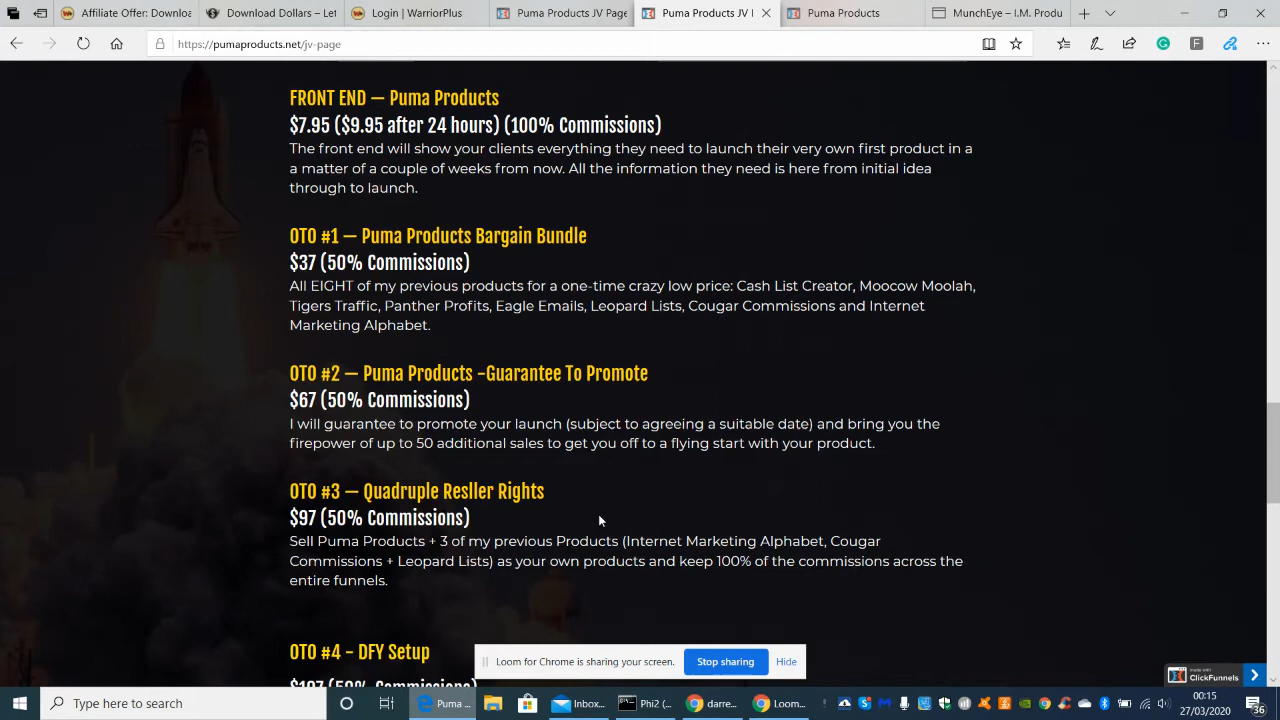 Affiliate Offer: Downloa
Download Dollars – Let
Login | WarriorPlus
Puma Products JV Page
Puma Products JV I
Puma Products
MunchEye – I.M. Produ
https://pumaproducts.net/jv-page
FRONT END — Puma Products
$7.95 ($9.95 after 24 hours) (100% Commissions)
The front end will show your clients everything they need to launch their very own first product in a
a matter of a couple of weeks from now. All the information they need is here from initial idea
through to launch.
OTO #1 — Puma Products Bargain Bundle
$37 (50% Commissions)
All EIGHT of my previous products for a one-time crazy low price: Cash List Creator, Moocow Moolah,
Tigers Traffic, Panther Profits, Eagle Emails, Leopard Lists, Cougar Commissions and Internet
Marketing Alphabet.
OTO #2 — Puma Products -Guarantee To Promote
$67 (50% Commissions)
I will guarantee to promote your launch (subject to agreeing a suitable date) and bring you the
firepower of up to 50 additional sales to get you off to a flying start with your product.
OTO #3 — Quadruple Resller Rights
$97 (50% Commissions)
Sell Puma Products + 3 of my previous Products (Internet Marketing Alphabet, Cougar
Commissions + Leopard Lists) as your own products and keep 100% of the commissions across the
entire funnels.
OTO #4 - DFY Setup
$197 (50% Commissions)
Loom for Chrome is sharing your screen. Stop sharing Hide
made with
ClickFunnels
Type here to search
Puma ...
Inbox...
Phi2 (...
darre...
Loom...
00:15
27/03/2020
36